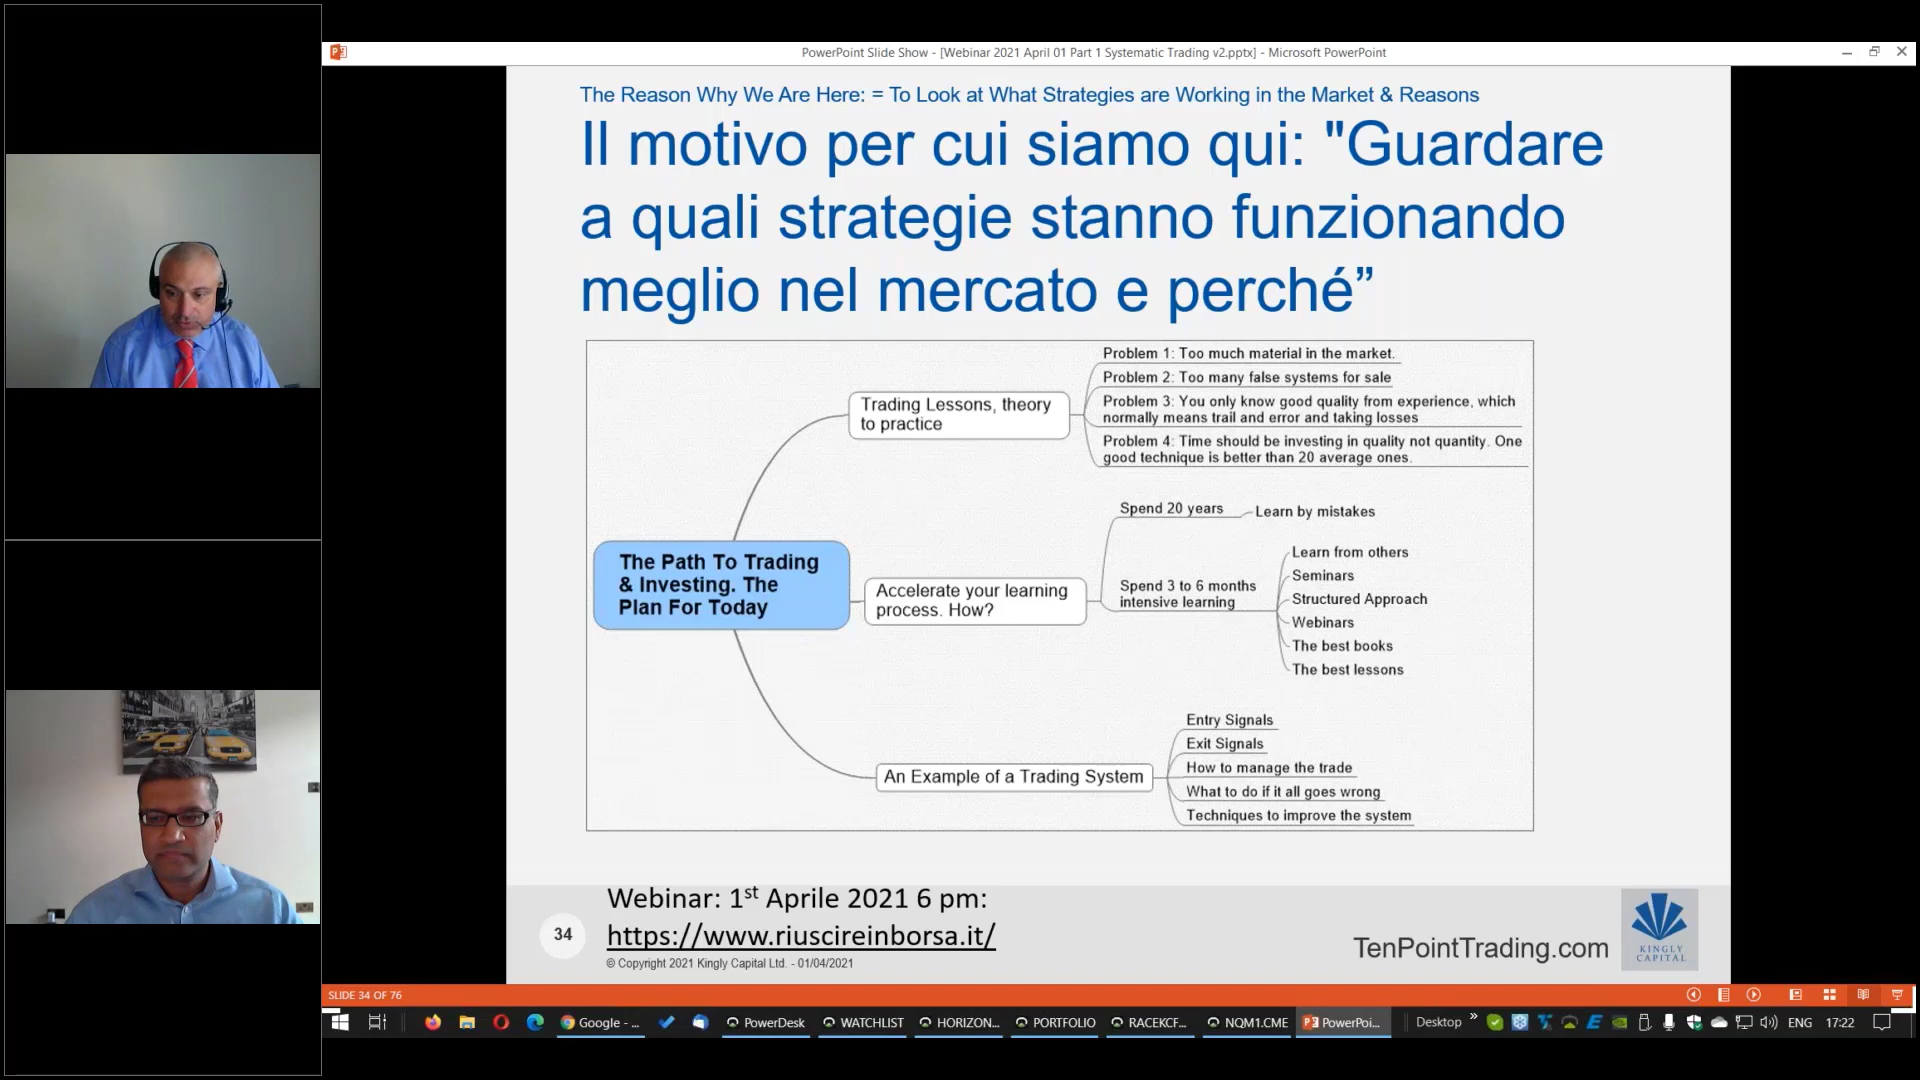 PowerPoint Slide Show - [Webinar 2021 April 01 Part 1 Systematic Trading v2.pptx] - Microsoft PowerPoint
The Reason Why We Are Here: = To Look at What Strategies are Working in the Market & Reasons
Il motivo per cui siamo qui: "Guardare
a quali strategie stanno funzionando
meglio nel mercato e perché”
The Path To Trading
& Investing. The
Plan For Today
Trading Lessons, theory
to practice
Problem 1: Too much material in the market.
Problem 2: Too many false systems for sale
Problem 3: You only know good quality from experience, which
normally means trail and error and taking losses
Problem 4: Time should be investing in quality not quantity. One
good technique is better than 20 average ones.
Accelerate your learning
process. How?
Spend 20 years
Learn by mistakes
Spend 3 to 6 months
intensive learning
Learn from others
Seminars
Structured Approach
Webinars
The best books
The best lessons
An Example of a Trading System
Entry Signals
Exit Signals
How to manage the trade
What to do if it all goes wrong
Techniques to improve the system
34
Webinar: 1st Aprile 2021 6 pm:
https://www.riuscireinborsa.it/
© Copyright 2021 Kingly Capital Ltd. - 01/04/2021
TenPointTrading.com
KINGLY
CAPITAL
SLIDE 34 OF 76
Google - ...
PowerDesk
WATCHLIST
HORIZON...
PORTFOLIO
RACEKCF...
NQM1.CME
PowerPoi...
Desktop
ENG
17:22